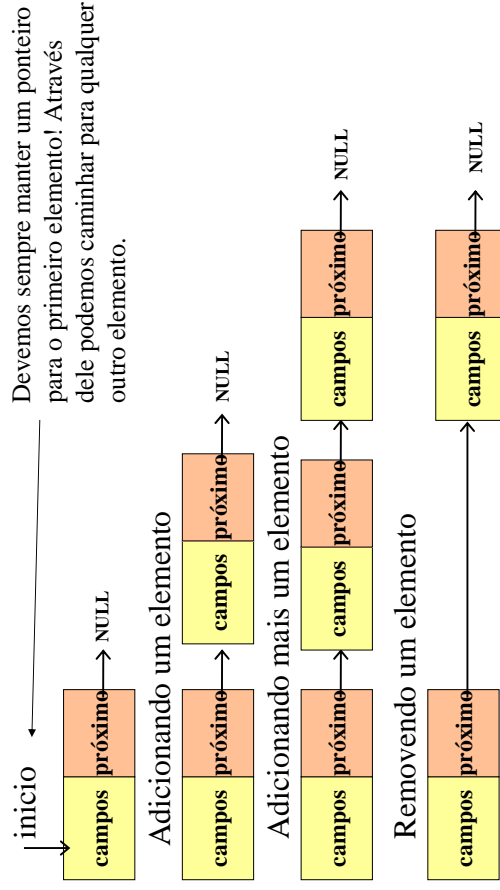 Devemos sempre manter um ponteiro
para o primeiro elemento! Através
dele podemos caminhar para qualquer
outro elemento.
inicio
campos próximo NULL
Adicionando um elemento
campos próximo campos próximo NULL
Adicionando mais um elemento
campos próximo campos próximo campos próximo NULL
Removendo um elemento
campos próximo campos próximo NULL